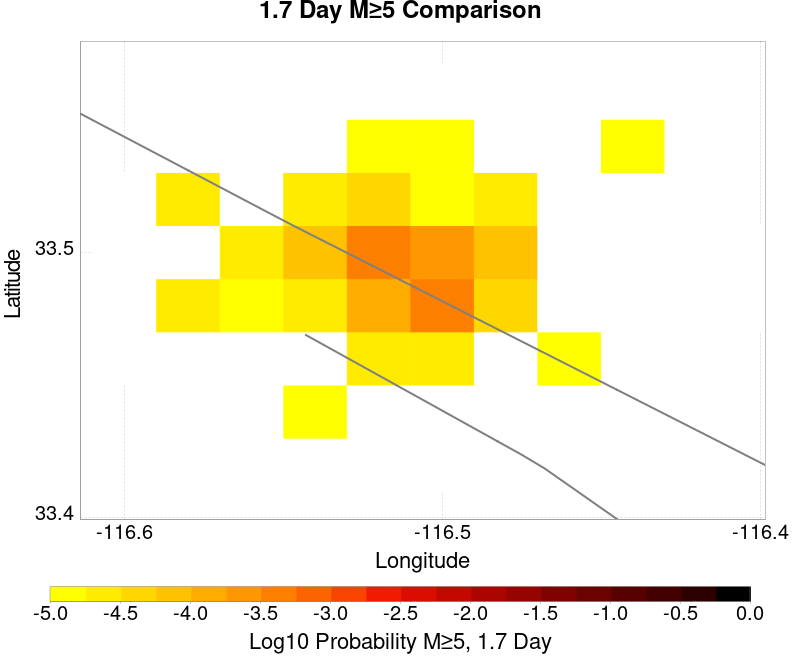 1.7 Day M≥5 Comparison
Latitude
33.5
33.4
-116.6 -116.5 -116.4
Longitude
-5.0 -4.5 -4.0 -3.5 -3.0 -2.5 -2.0 -1.5 -1.0 -0.5 0.0
Log10 Probability M≥5, 1.7 Day